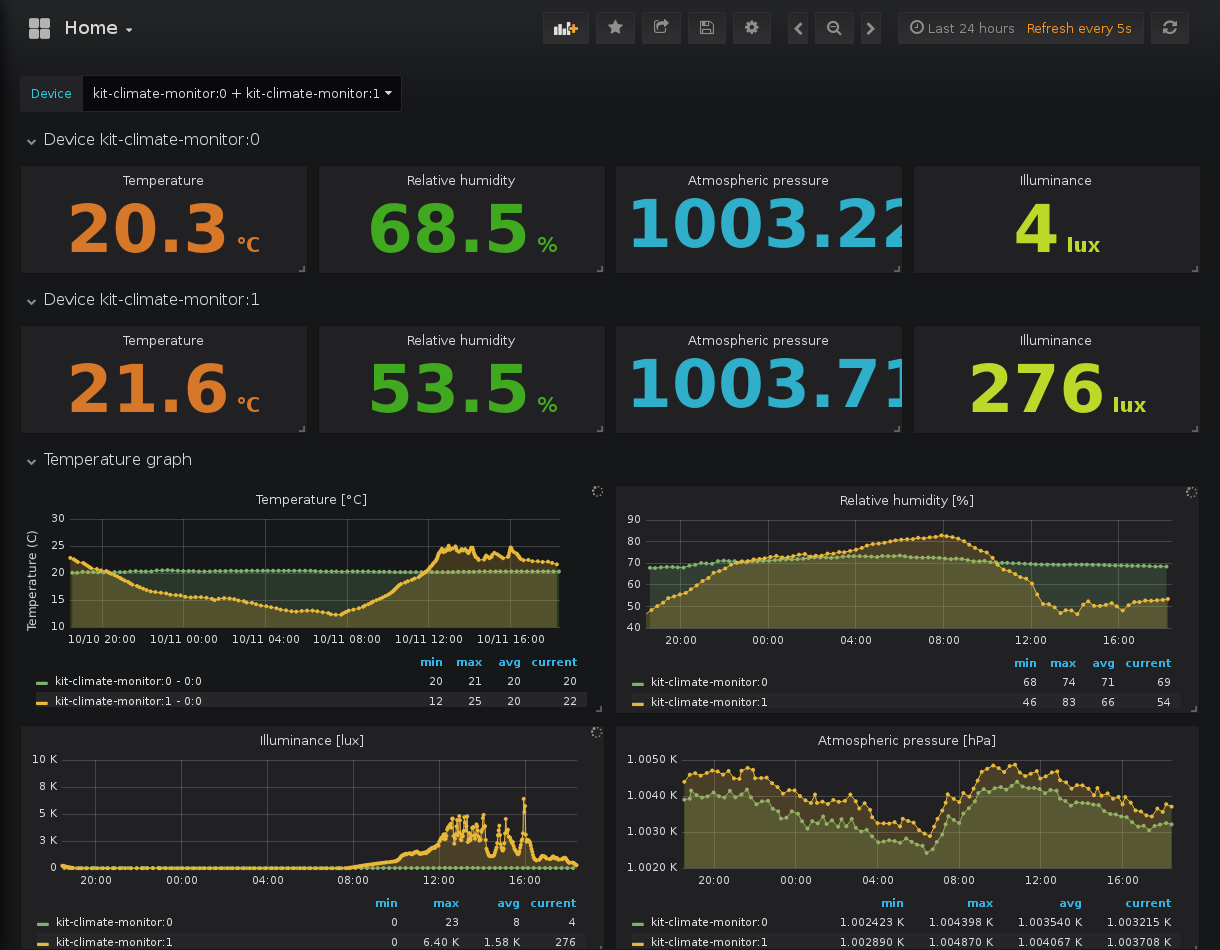 Home
Last 24 hours Refresh every 5s
Device kit-climate-monitor:0 + kit-climate-monitor:1
Device kit-climate-monitor:0
Temperature Relative humidity Atmospheric pressure Illuminance
20.3 °C 68.5 % 1003.22 4 lux
Device kit-climate-monitor:1
Temperature Relative humidity Atmospheric pressure Illuminance
21.6 °C 53.5 % 1003.71 276 lux
Temperature graph
Temperature [°C]
Temperature (C)
30
25
20
15
10
10/10 20:00 10/11 00:00 10/11 04:00 10/11 08:00 10/11 12:00 10/11 16:00
min max avg current
kit-climate-monitor:0 - 0:0 20 21 20 20
kit-climate-monitor:1 - 0:0 12 25 20 22
Relative humidity [%]
90
80
70
60
50
40
20:00 00:00 04:00 08:00 12:00 16:00
min max avg current
kit-climate-monitor:0 68 74 71 69
kit-climate-monitor:1 46 83 66 54
Illuminance [lux]
10 K
8 K
5 K
3 K
0
20:00 00:00 04:00 08:00 12:00 16:00
min max avg current
kit-climate-monitor:0 0 23 8 4
kit-climate-monitor:1 0 6.40 K 1.58 K 276
Atmospheric pressure [hPa]
1.0050 K
1.0040 K
1.0030 K
1.0020 K
20:00 00:00 04:00 08:00 12:00 16:00
min max avg current
kit-climate-monitor:0 1.002423 K 1.004398 K 1.003540 K 1.003215 K
kit-climate-monitor:1 1.002890 K 1.004870 K 1.004067 K 1.003708 K